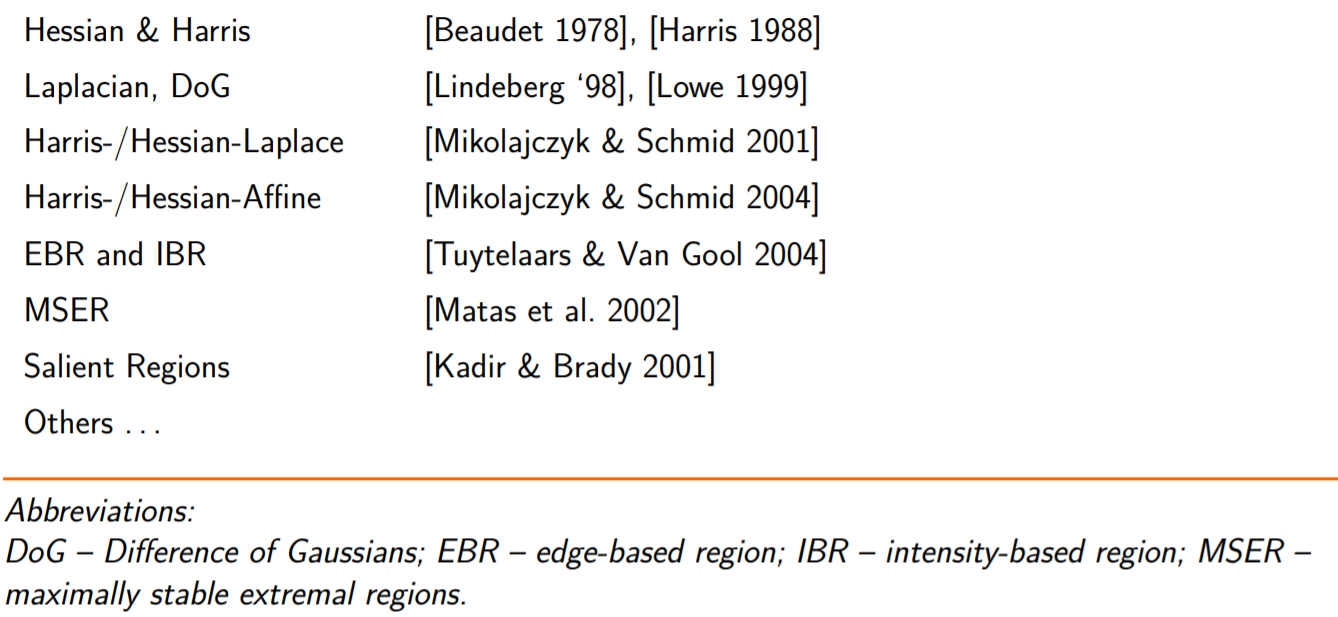 Hessian & Harris [Beaudet 1978], [Harris 1988]
Laplacian, DoG [Lindeberg ‘98], [Lowe 1999]
Harris-/Hessian-Laplace [Mikolajczyk & Schmid 2001]
Harris-/Hessian-Affine [Mikolajczyk & Schmid 2004]
EBR and IBR [Tuytelaars & Van Gool 2004]
MSER [Matas et al. 2002]
Salient Regions [Kadir & Brady 2001]
Others . . .
Abbreviations:
DoG – Difference of Gaussians; EBR – edge-based region; IBR – intensity-based region; MSER –
maximally stable extremal regions.